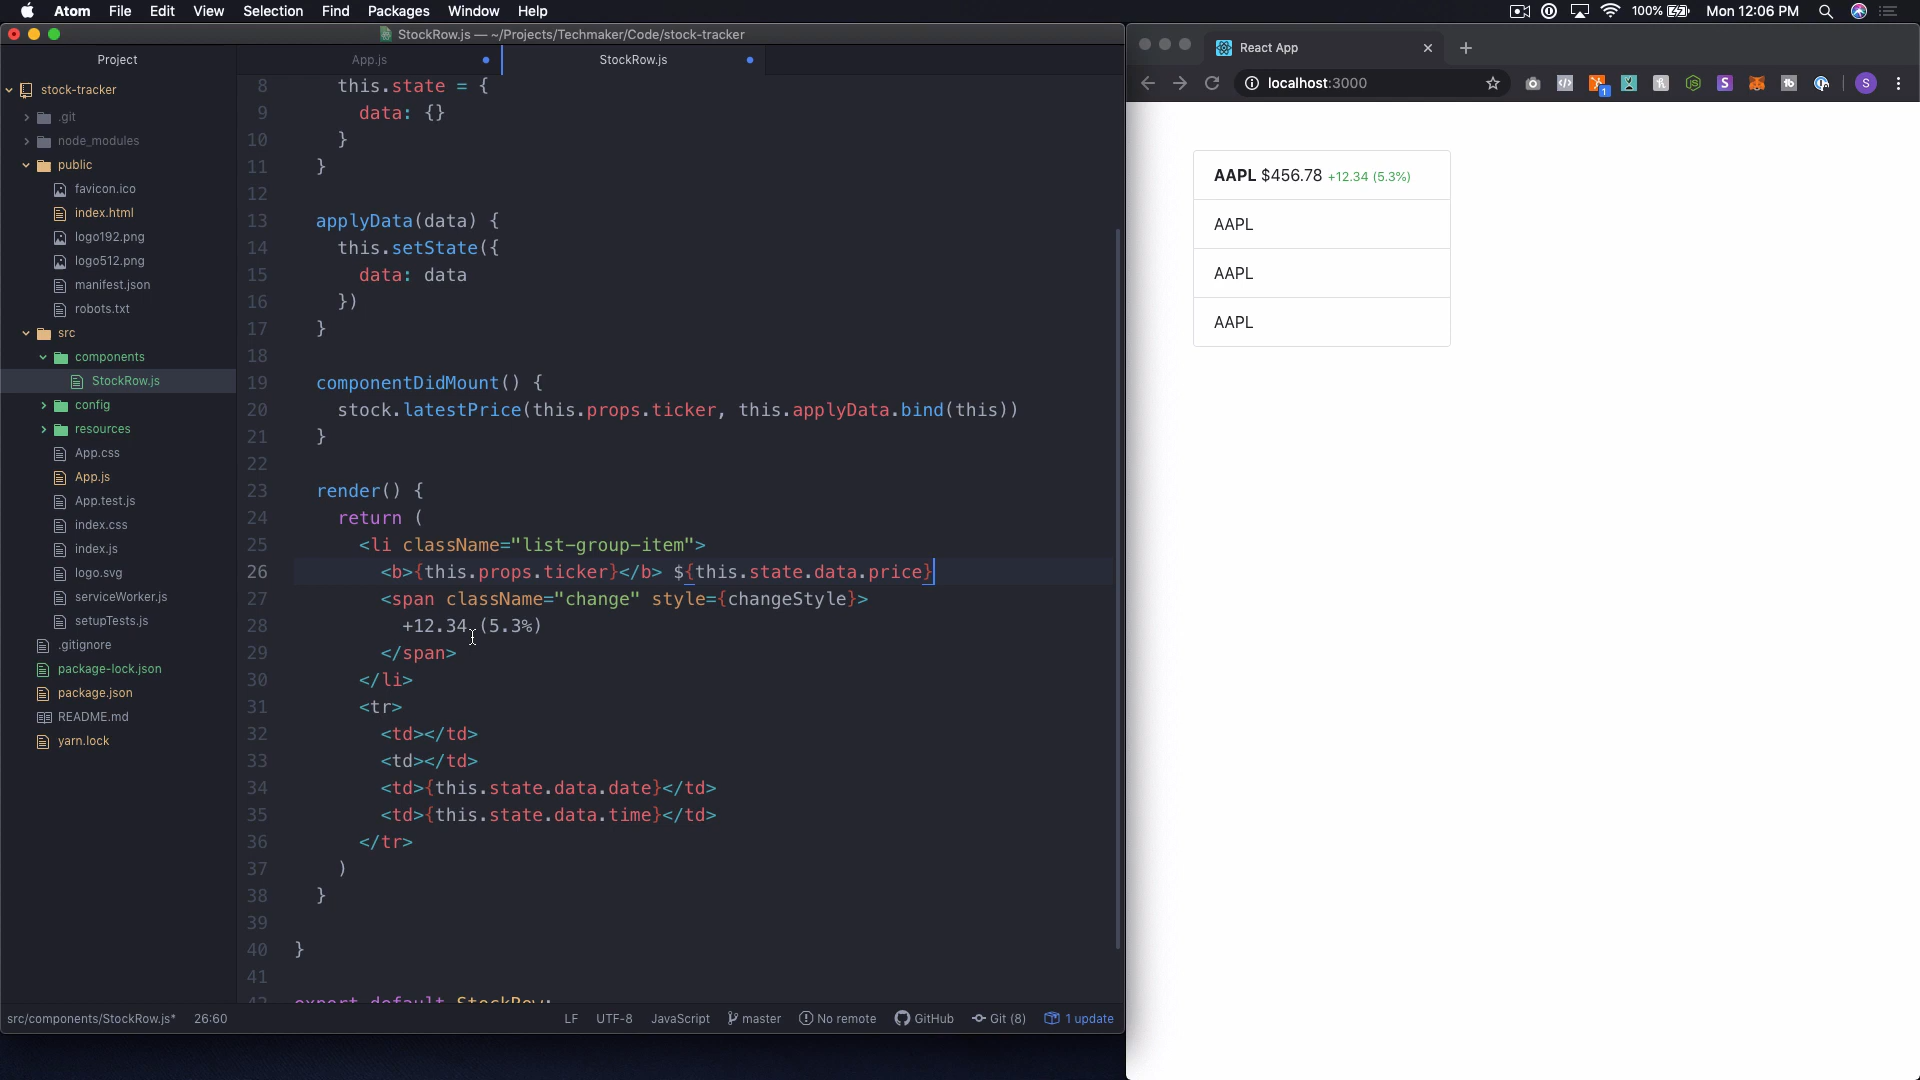 Atom File Edit View Selection Find Packages Window Help
100% Mon 12:06 PM
StockRow.js — ~/Projects/Techmaker/Code/stock-tracker
Project
App.js
StockRow.js
stock-tracker
.git
node_modules
public
favicon.ico
index.html
logo192.png
logo512.png
manifest.json
robots.txt
src
components
StockRow.js
config
resources
App.css
App.js
App.test.js
index.css
index.js
logo.svg
serviceWorker.js
setupTests.js
.gitignore
package-lock.json
package.json
README.md
yarn.lock
8 this.state = {
9 data: {}
10 }
11 }
12
13 applyData(data) {
14 this.setState({
15 data: data
16 })
17 }
18
19 componentDidMount() {
20 stock.latestPrice(this.props.ticker, this.applyData.bind(this))
21 }
22
23 render() {
24 return (
25 <li className="list-group-item">
26 <b>{this.props.ticker}</b> ${this.state.data.price}
27 <span className="change" style={changeStyle}>
28 +12.34 (5.3%)
29 </span>
30 </li>
31 <tr>
32 <td></td>
33 <td></td>
34 <td>{this.state.data.date}</td>
35 <td>{this.state.data.time}</td>
36 </tr>
37 )
38 }
39
40 }
41
42 export default StockRow;
src/components/StockRow.js* 26:60
LF UTF-8 JavaScript master No remote GitHub Git (8) 1 update
React App
localhost:3000
1
S
S
tb
AAPL $456.78 +12.34 (5.3%)
AAPL
AAPL
AAPL